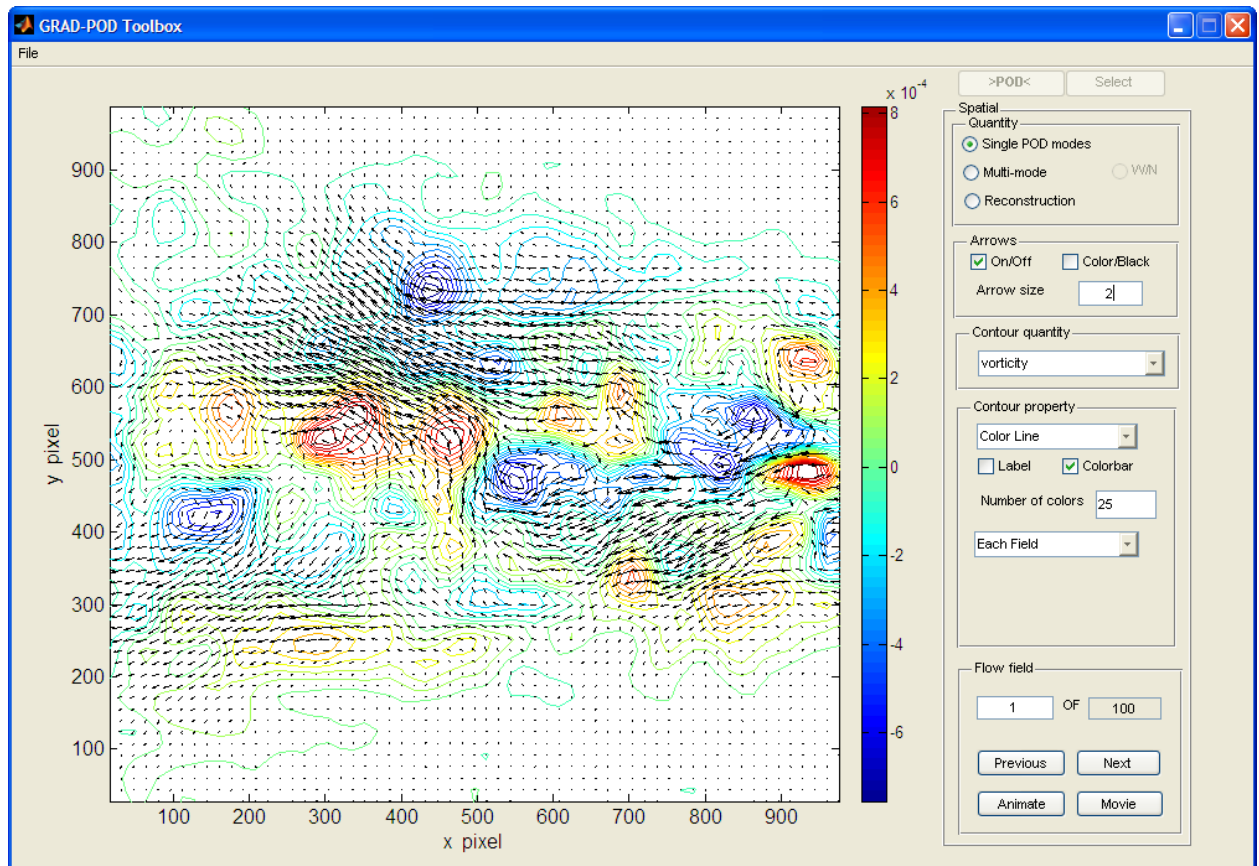 GRAD-POD Toolbox
File
>POD<
Select
x 10⁻⁴
8
6
4
2
0
-2
-4
-6
900
800
700
600
500
400
300
200
100
y pixel
100 200 300 400 500 600 700 800 900
x pixel
Spatial
Quantity
Single POD modes
Multi-mode
W/N
Reconstruction
Arrows
On/Off
Color/Black
Arrow size
2
Contour quantity
vorticity
Contour property
Color Line
Label
Colorbar
Number of colors
25
Each Field
Flow field
1 OF 100
Previous
Next
Animate
Movie